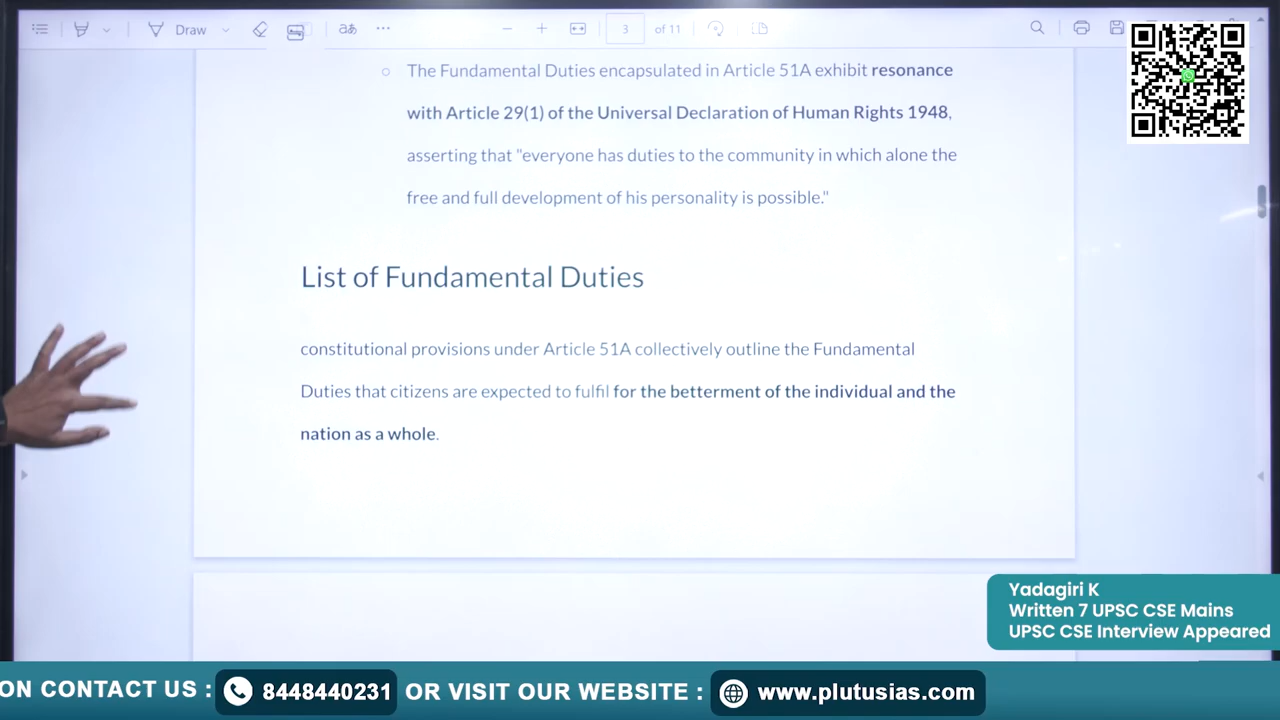 Draw
aあ
3
of 11
The Fundamental Duties encapsulated in Article 51A exhibit resonance
with Article 29(1) of the Universal Declaration of Human Rights 1948,
asserting that "everyone has duties to the community in which alone the
free and full development of his personality is possible."
List of Fundamental Duties
constitutional provisions under Article 51A collectively outline the Fundamental
Duties that citizens are expected to fulfil for the betterment of the individual and the
nation as a whole.
Yadagiri K
Written 7 UPSC CSE Mains
UPSC CSE Interview Appeared
ON CONTACT US :
8448440231
OR VISIT OUR WEBSITE :
www.plutusias.com